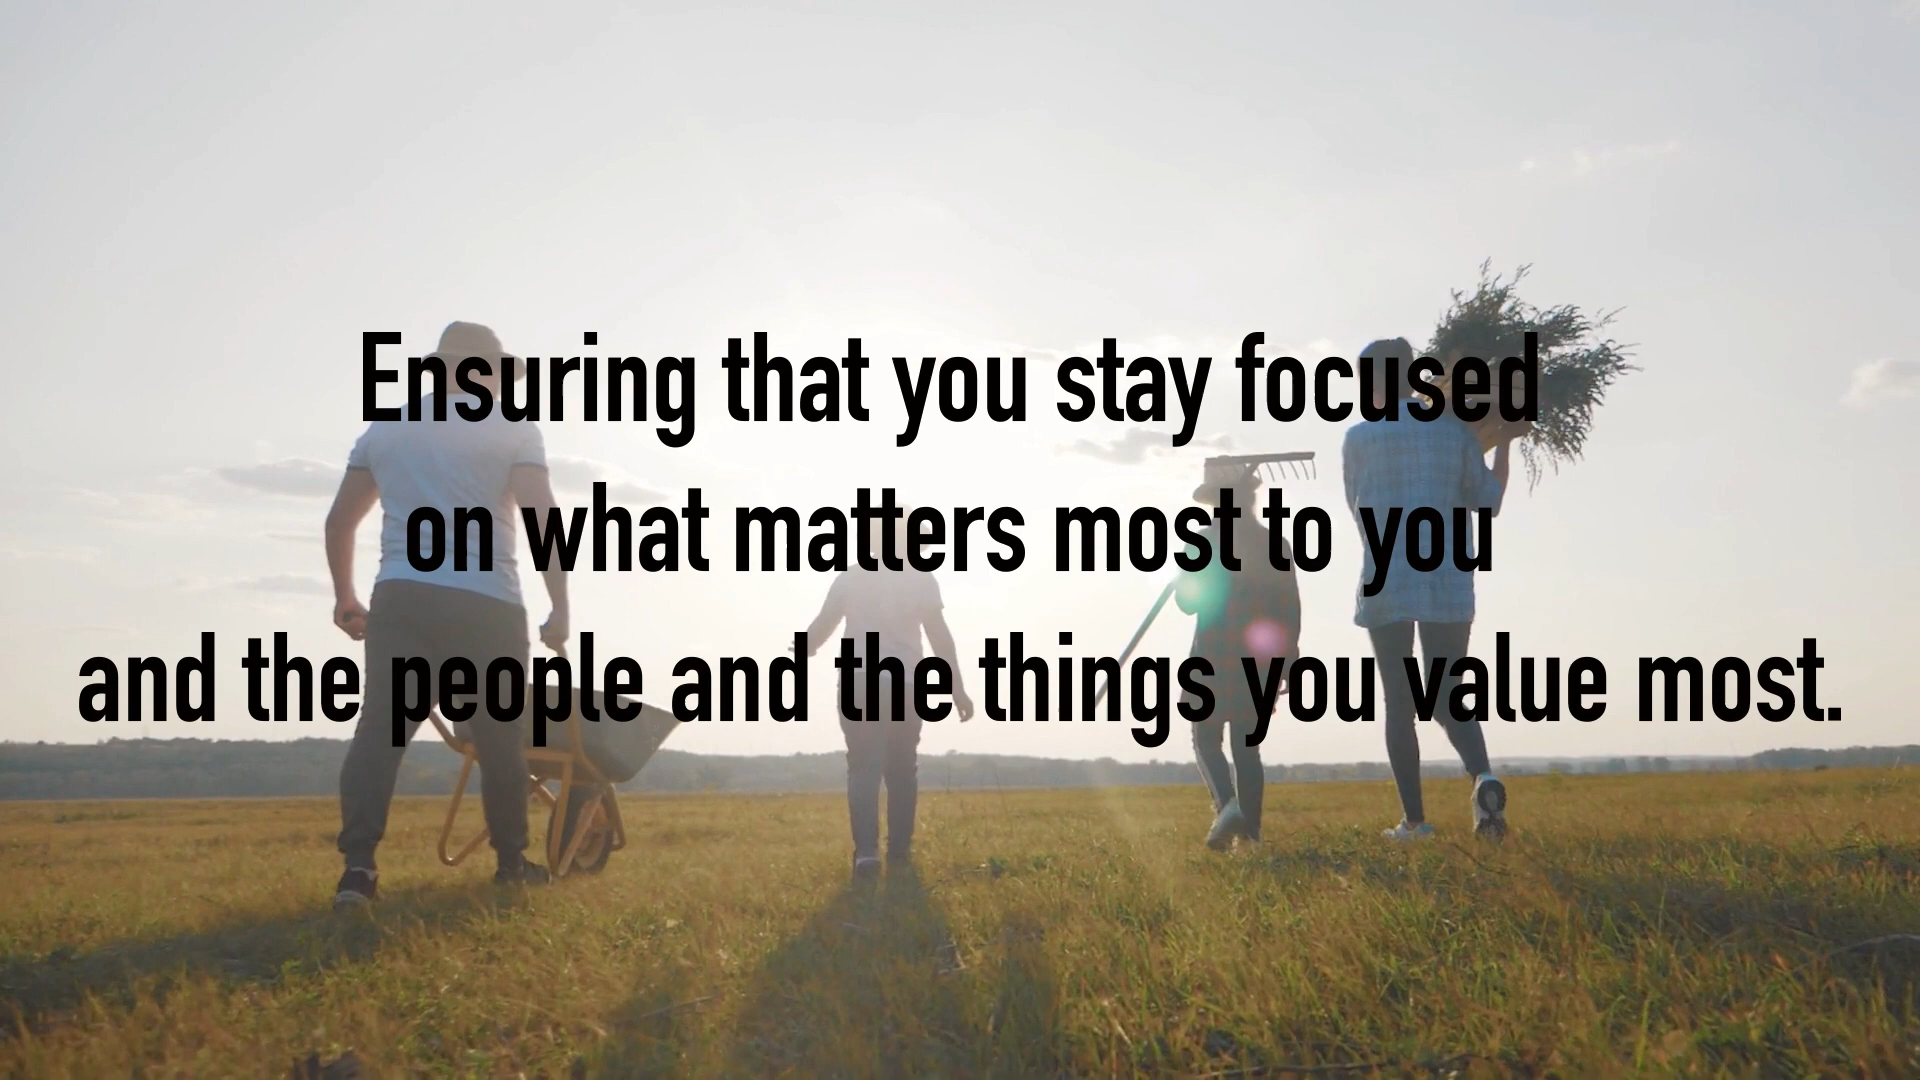 Ensuring that you stay focused
on what matters most to you
and the people and the things you value most.